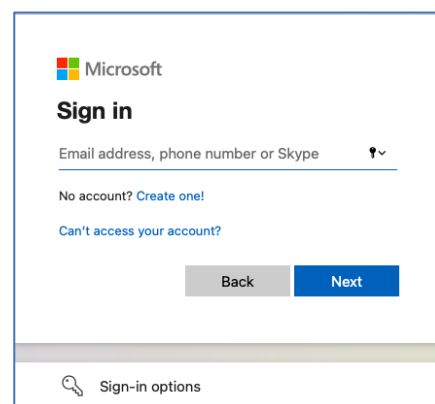 Microsoft
Sign in
Email address, phone number or Skype
No account? Create one!
Can't access your account?
Back Next
Sign-in options